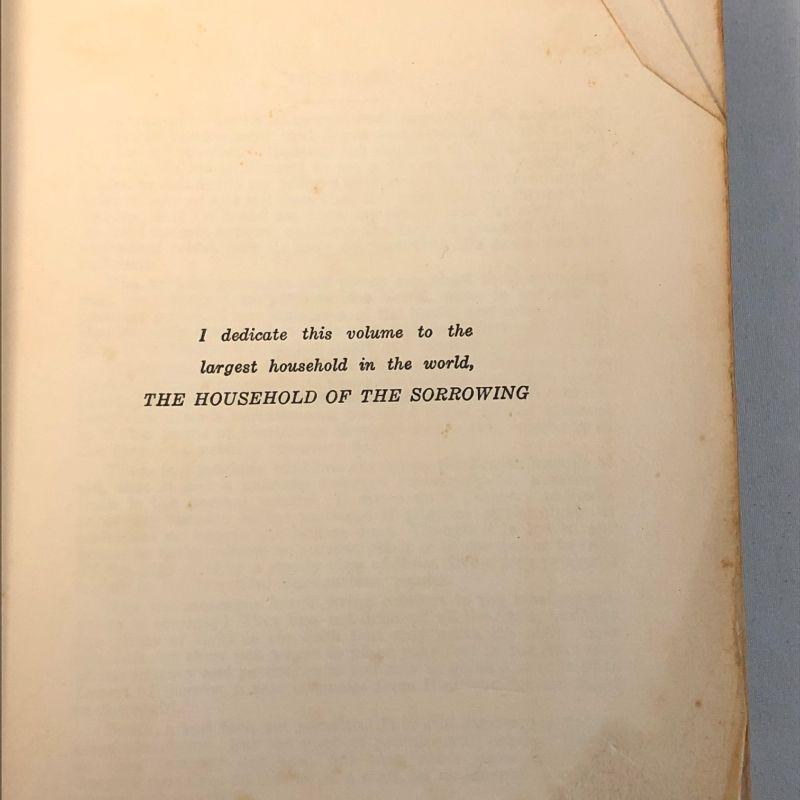 I dedicate this volume to the
largest household in the world,
THE HOUSEHOLD OF THE SORROWING